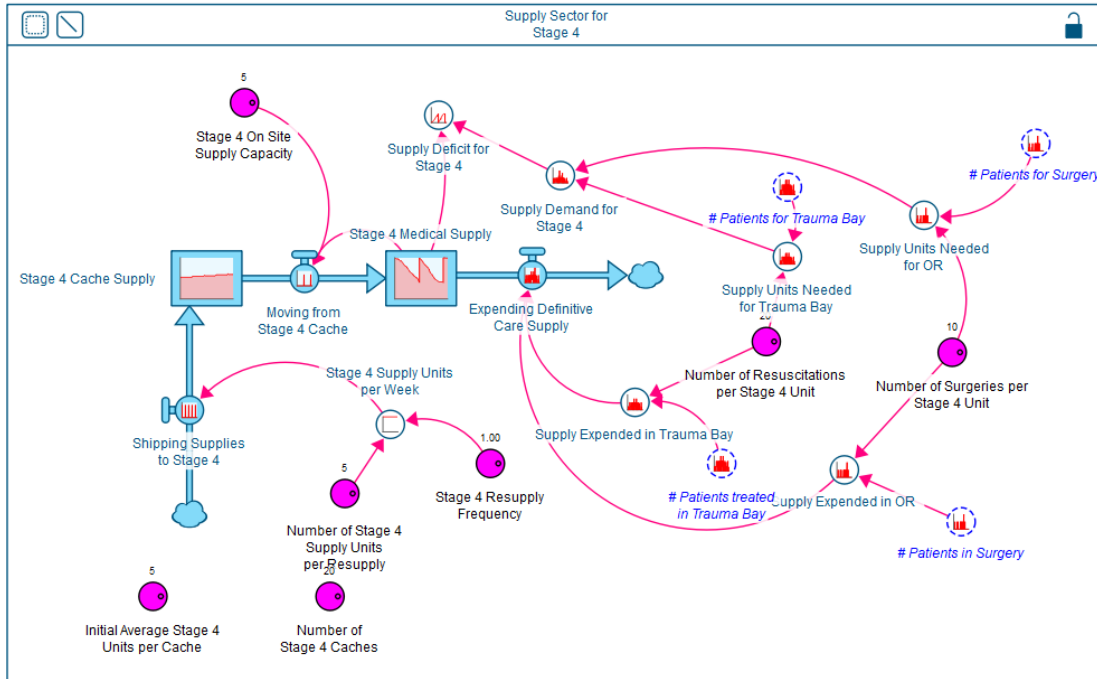 Supply Sector for
Stage 4
5
Stage 4 On Site
Supply Capacity
Supply Deficit for
Stage 4
# Patients for Surgery
# Patients for Trauma Bay
Supply Demand for
Stage 4
Stage 4 Medical Supply
Supply Units Needed
for OR
Stage 4 Cache Supply
Moving from
Stage 4 Cache
Expending Definitive
Care Supply
Supply Units Needed
for Trauma Bay
20
10
Number of Resuscitations
per Stage 4 Unit
Number of Surgeries per
Stage 4 Unit
Stage 4 Supply Units
per Week
Shipping Supplies
to Stage 4
Supply Expended in Trauma Bay
1.00
Stage 4 Resupply
Frequency
5
Number of Stage 4
Supply Units
per Resupply
# Patients treated
in Trauma Bay
Supply Expended in OR
# Patients in Surgery
5
Initial Average Stage 4
Units per Cache
20
Number of
Stage 4 Caches